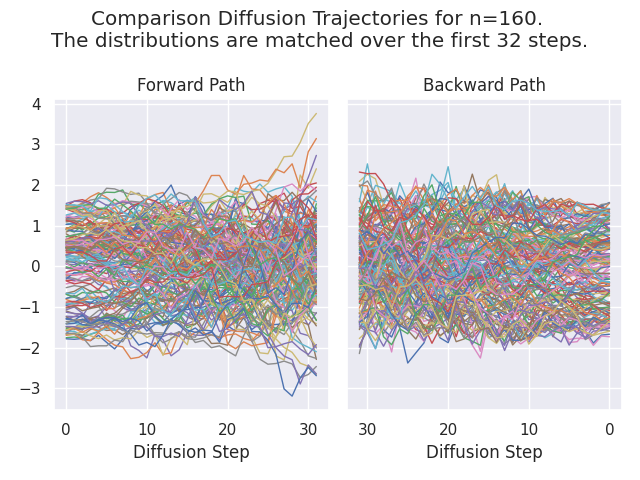 Comparison Diffusion Trajectories for n=160.
The distributions are matched over the first 32 steps.
Forward Path
Backward Path
4
3
2
1
0
−1
−2
−3
0 10 20 30
30 20 10 0
Diffusion Step
Diffusion Step